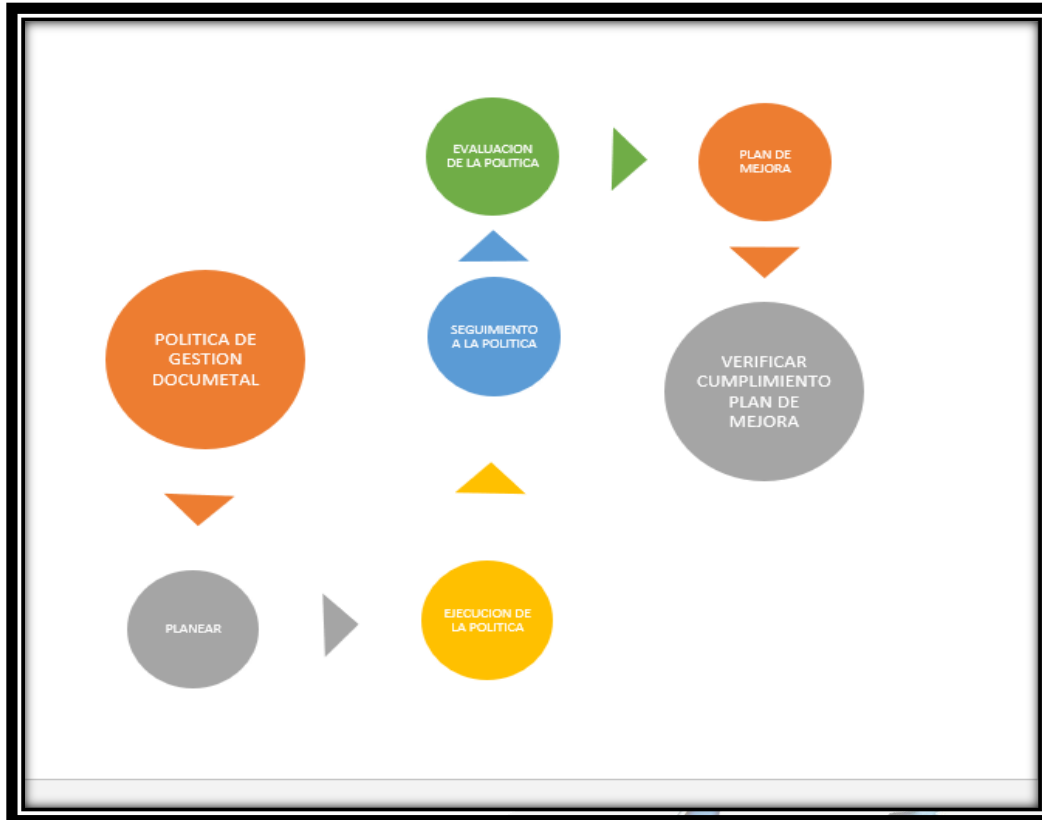 POLITICA DE
GESTION
DOCUMETAL
PLANEAR
EJECUCION DE
LA POLITICA
SEGUIMIENTO
A LA POLITICA
EVALUACION
DE LA POLITICA
PLAN DE
MEJORA
VERIFICAR
CUMPLIMIENTO
PLAN DE
MEJORA